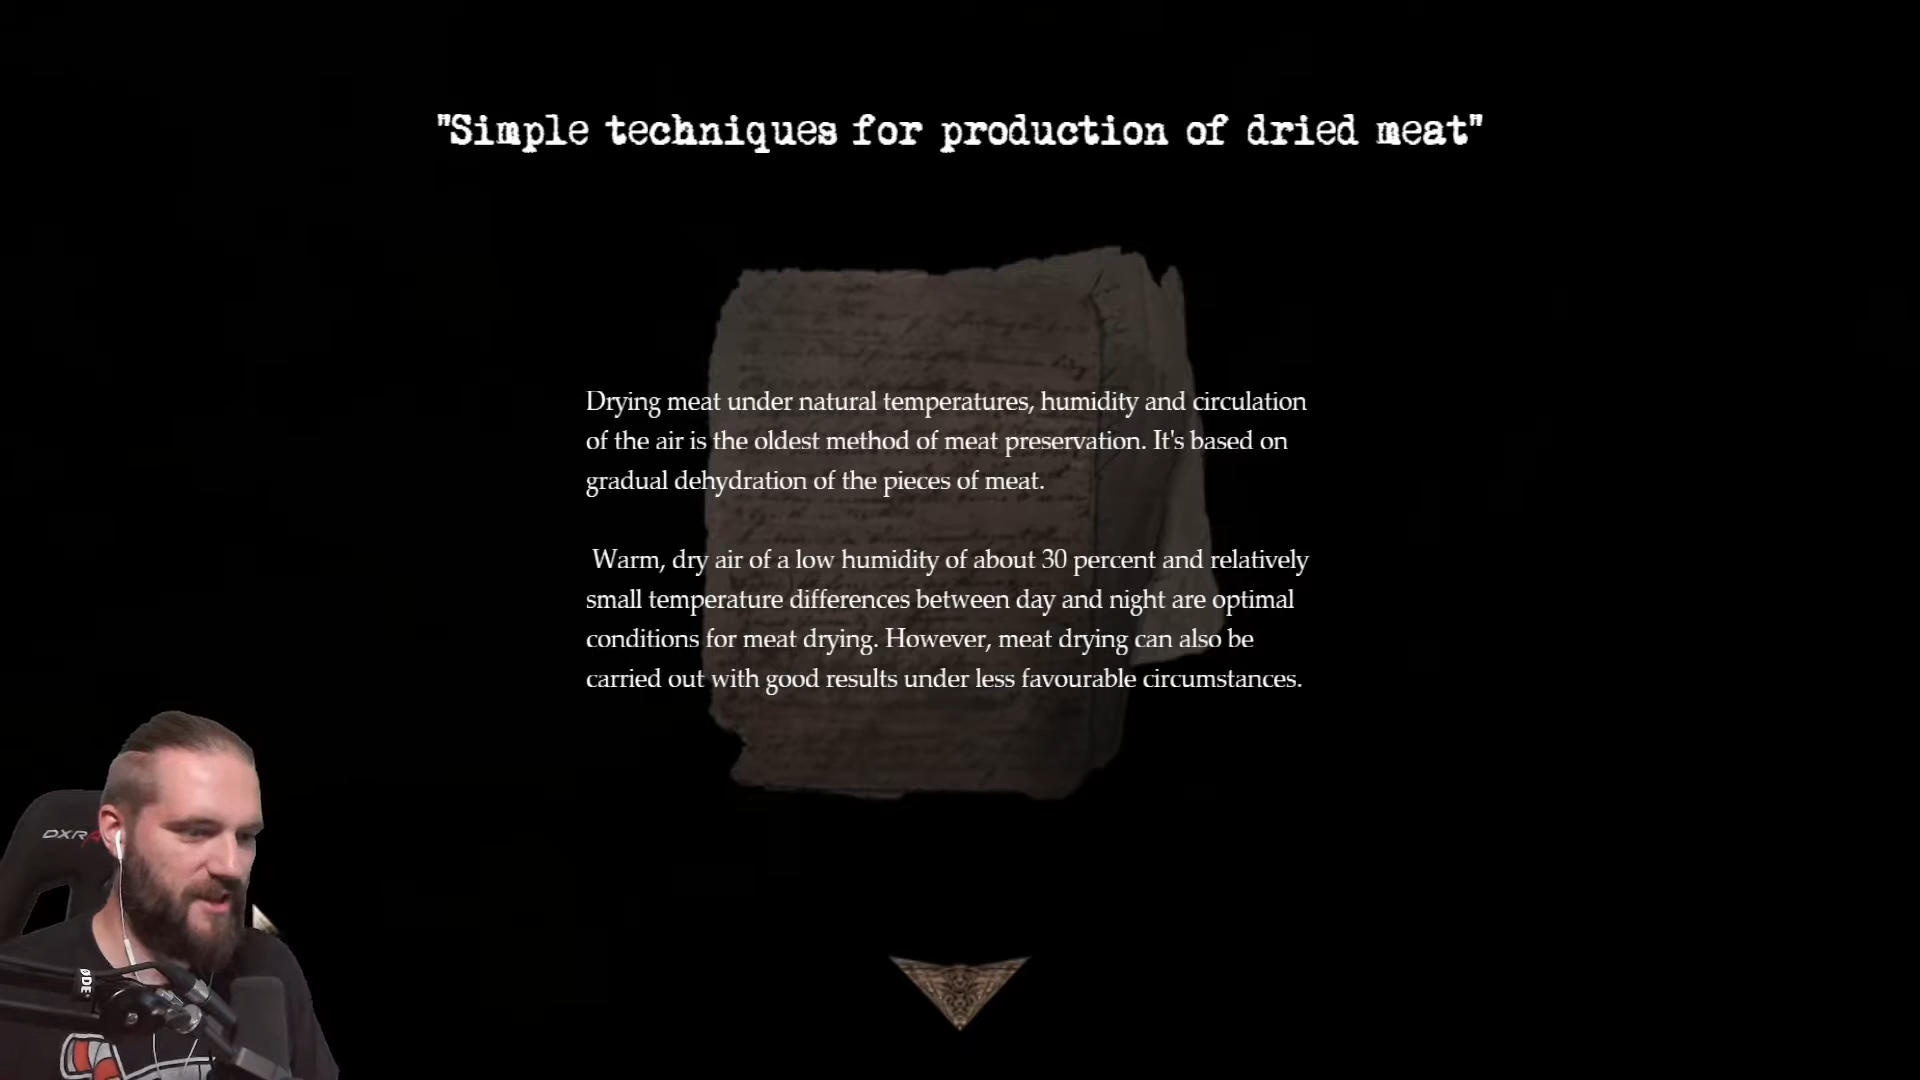 "Simple techniques for production of dried meat"
Drying meat under natural temperatures, humidity and circulation
of the air is the oldest method of meat preservation. It's based on
gradual dehydration of the pieces of meat.
Warm, dry air of a low humidity of about 30 percent and relatively
small temperature differences between day and night are optimal
conditions for meat drying. However, meat drying can also be
carried out with good results under less favourable circumstances.
DXR
ØDE